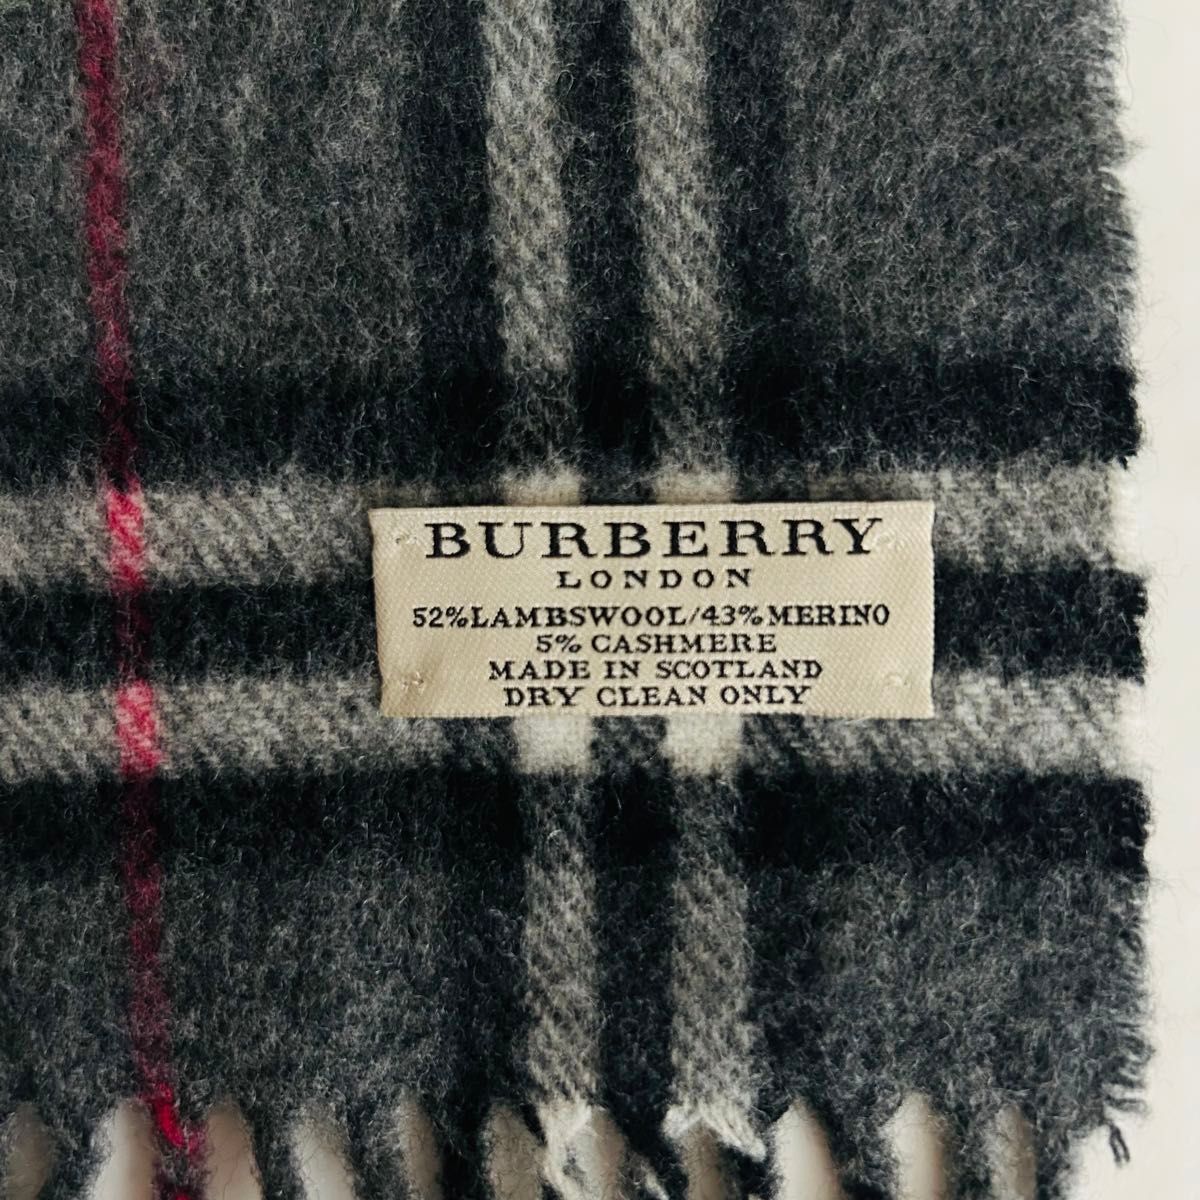 BURBERRY
LONDON
52%LAMBSWOOL/43%MERINO
5% CASHMERE
MADE IN SCOTLAND
DRY CLEAN ONLY